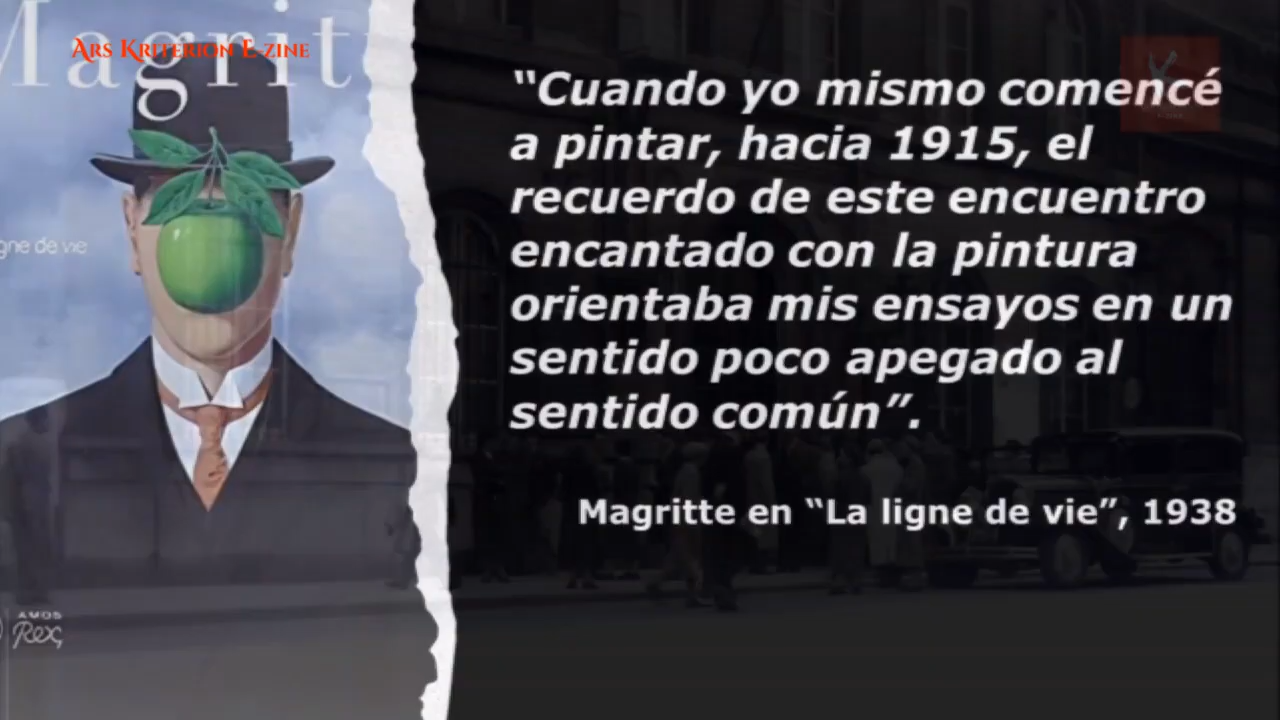 Magritt
ARS KRITERION E-ZINE
gne de vie
AMOS
Rex
“Cuando yo mismo comencé
a pintar, hacia 1915, el
recuerdo de este encuentro
encantado con la pintura
orientaba mis ensayos en un
sentido poco apegado al
sentido común”.
Magritte en “La ligne de vie”, 1938